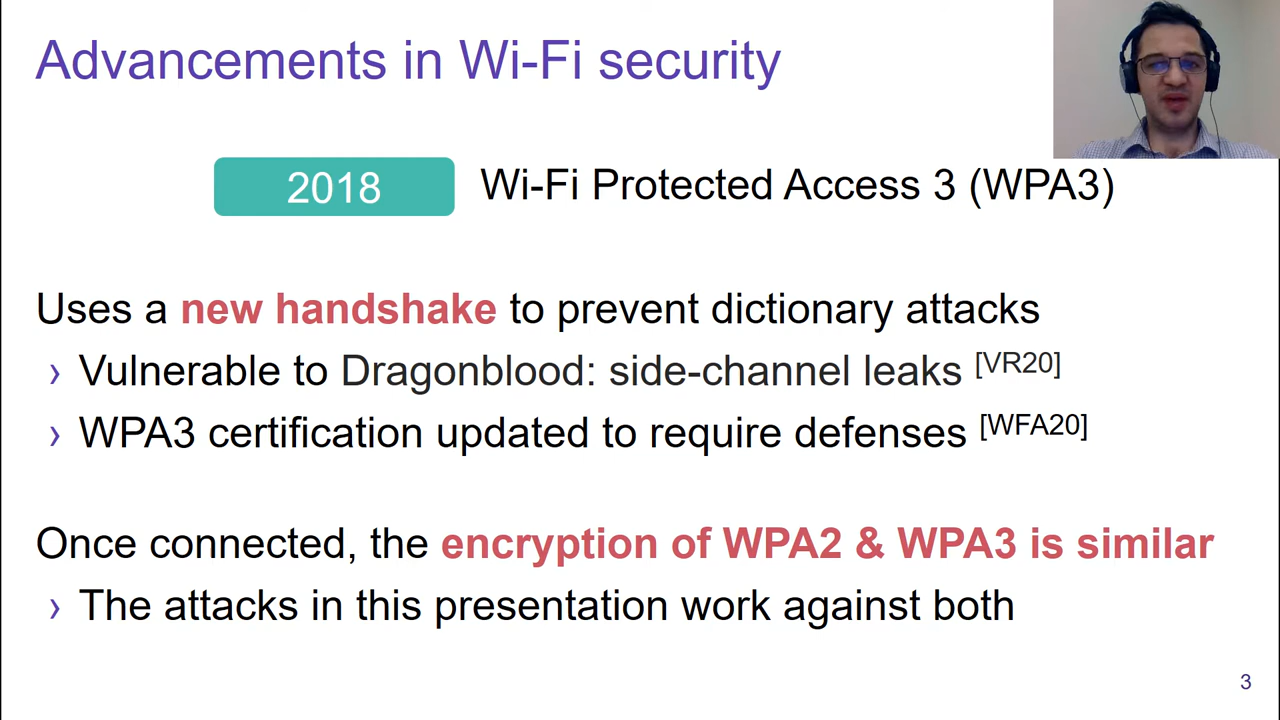 Advancements in Wi-Fi security
2018
Wi-Fi Protected Access 3 (WPA3)
Uses a new handshake to prevent dictionary attacks
› Vulnerable to Dragonblood: side-channel leaks [VR20]
› WPA3 certification updated to require defenses [WFA20]
Once connected, the encryption of WPA2 & WPA3 is similar
› The attacks in this presentation work against both
3